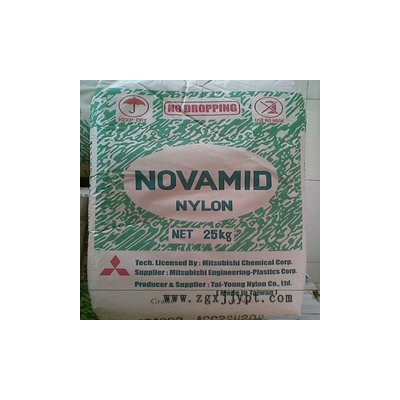 KEEP DRY
NO DROPPING
USE NO HOOK
NOVAMID
NYLON
NET 25kg
Tech. Licensed By : Mitsubishi Chemical Corp.
Supplier : Mitsubishi Engineering-Plastics Corp.
Producer & Supplier : Tai-Young Nylon Co., Ltd.
( Made in Taiwan )
www.zgxjjypt.com